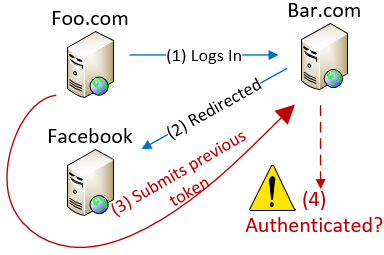 Foo.com
Bar.com
(1) Logs In
(2) Redirected
Facebook
(3) Submits previous
token
(4)
Authenticated?